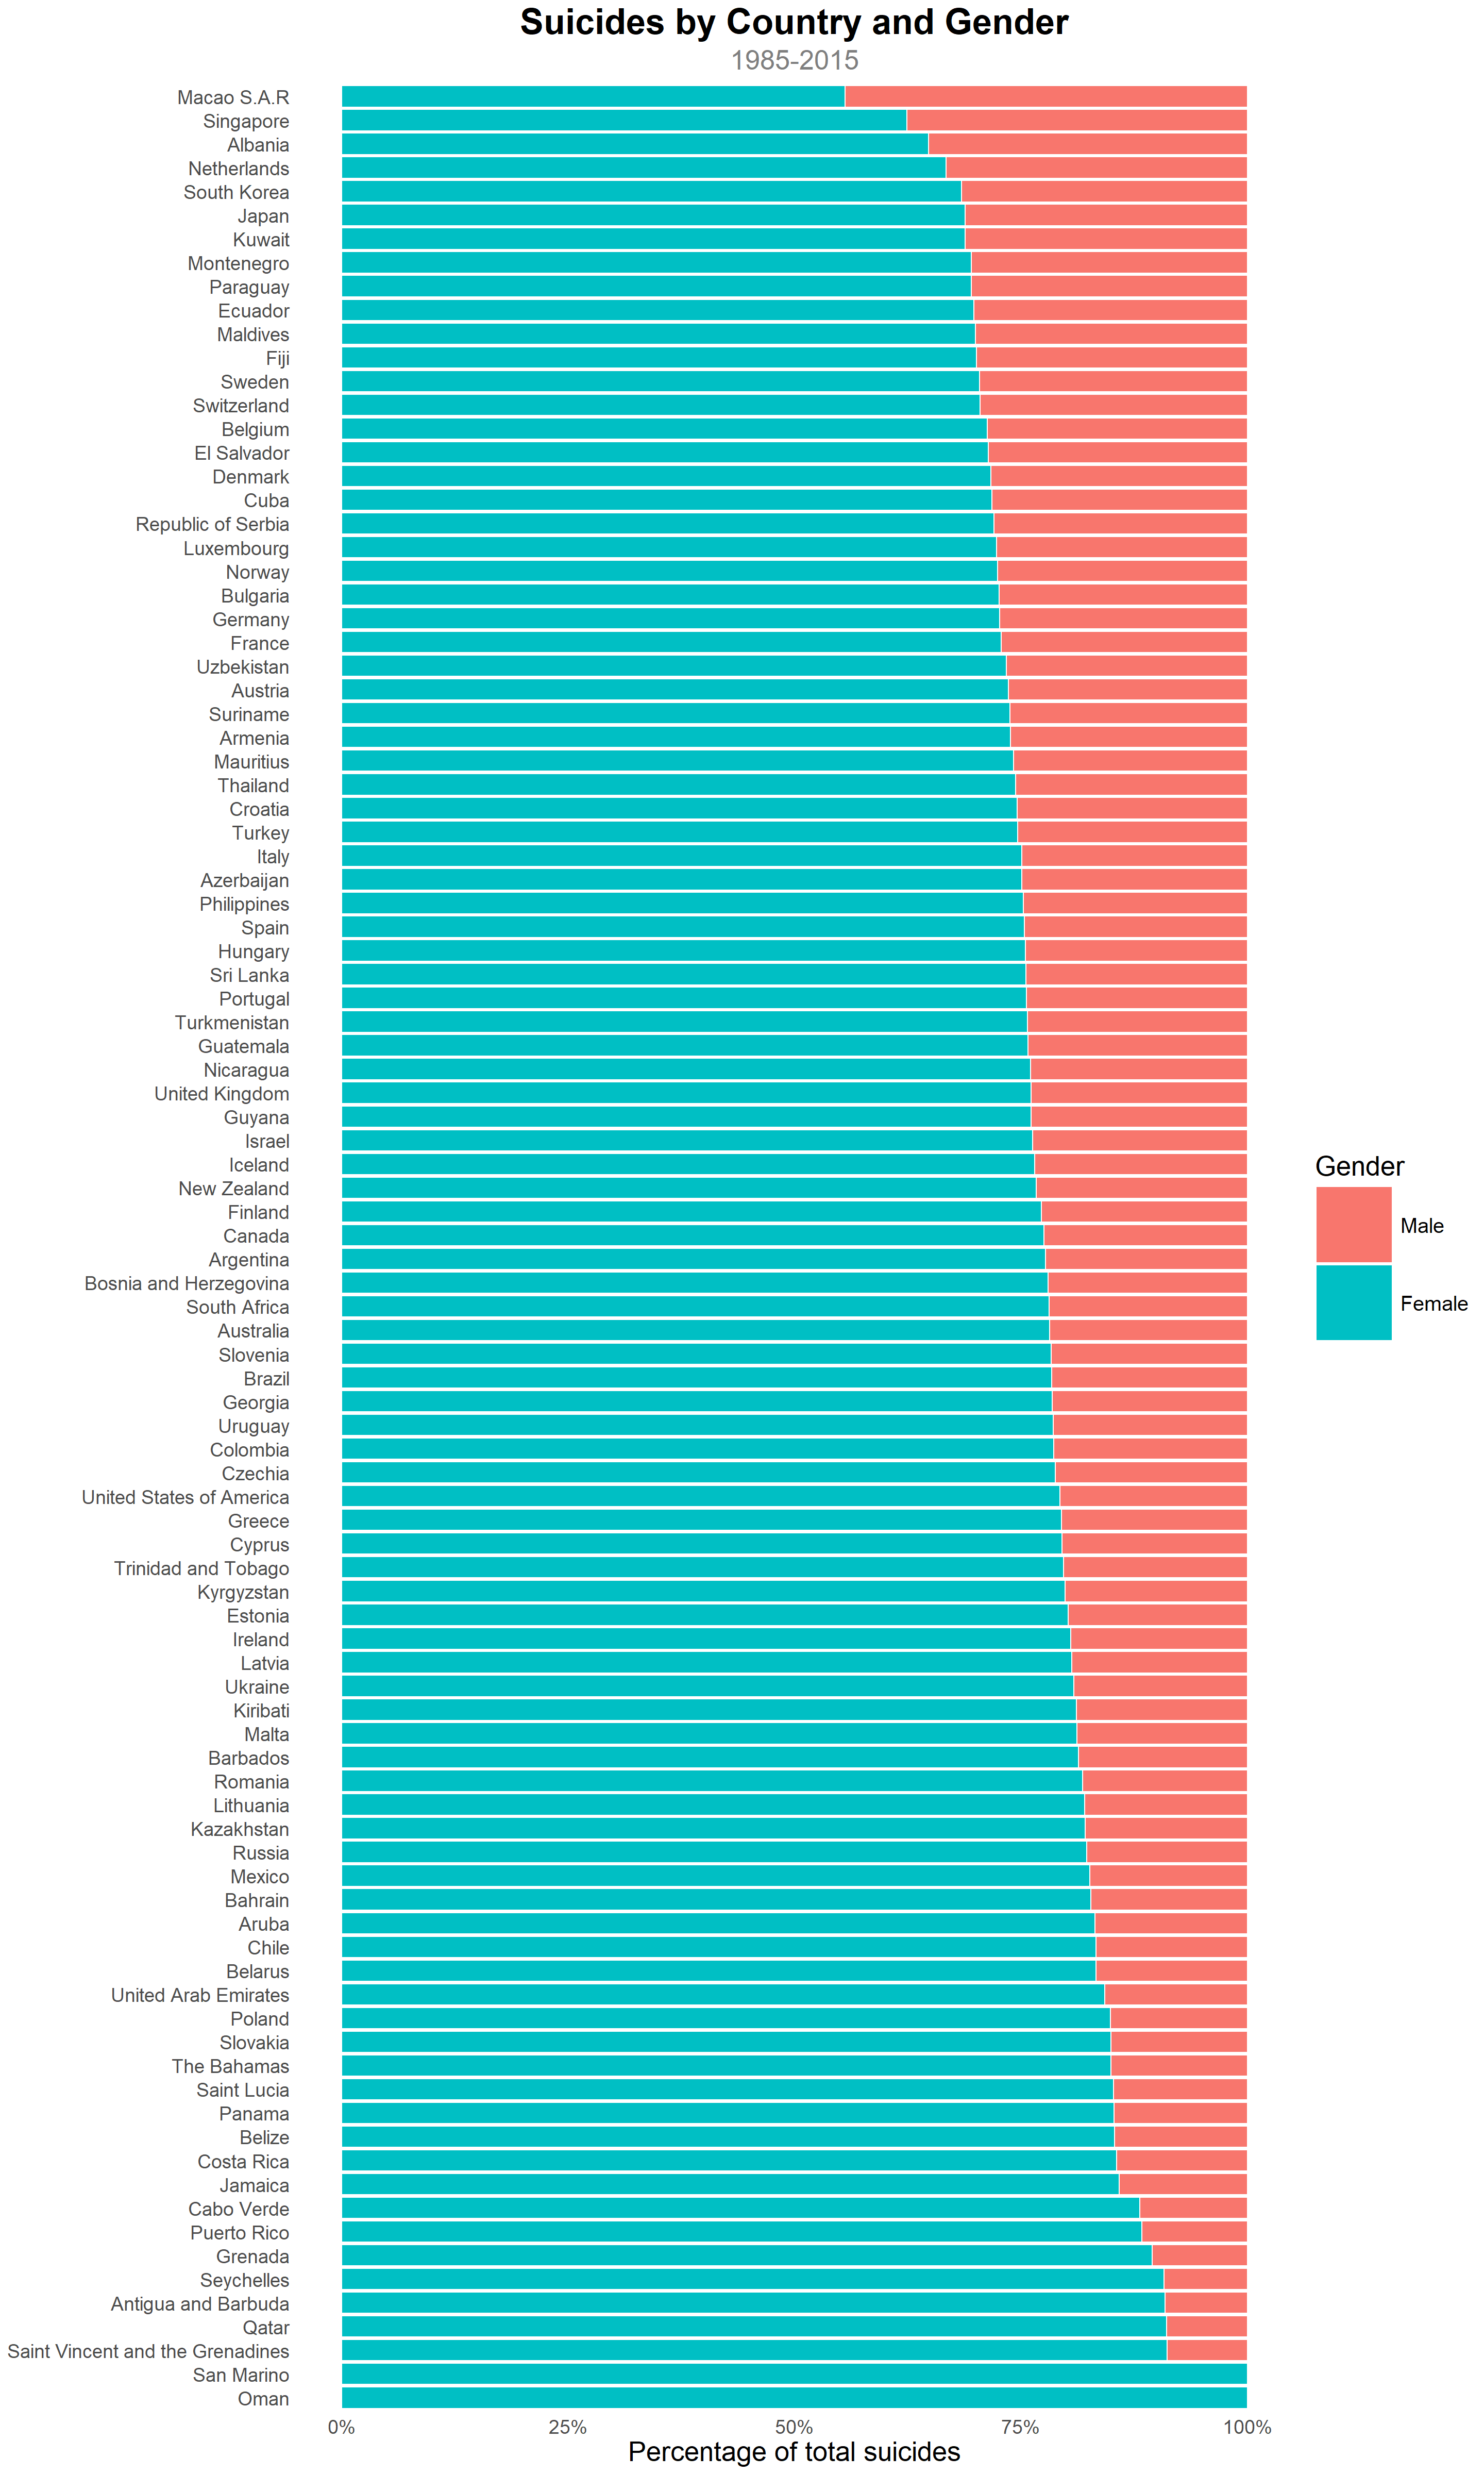 Suicides by Country and Gender
1985-2015
Macao S.A.R
Singapore
Albania
Netherlands
South Korea
Japan
Kuwait
Montenegro
Paraguay
Ecuador
Maldives
Fiji
Sweden
Switzerland
Belgium
El Salvador
Denmark
Cuba
Republic of Serbia
Luxembourg
Norway
Bulgaria
Germany
France
Uzbekistan
Austria
Suriname
Armenia
Mauritius
Thailand
Croatia
Turkey
Italy
Azerbaijan
Philippines
Spain
Hungary
Sri Lanka
Portugal
Turkmenistan
Guatemala
Nicaragua
United Kingdom
Guyana
Israel
Iceland
New Zealand
Finland
Canada
Argentina
Bosnia and Herzegovina
South Africa
Australia
Slovenia
Brazil
Georgia
Uruguay
Colombia
Czechia
United States of America
Greece
Cyprus
Trinidad and Tobago
Kyrgyzstan
Estonia
Ireland
Latvia
Ukraine
Kiribati
Malta
Barbados
Romania
Lithuania
Kazakhstan
Russia
Mexico
Bahrain
Aruba
Chile
Belarus
United Arab Emirates
Poland
Slovakia
The Bahamas
Saint Lucia
Panama
Belize
Costa Rica
Jamaica
Cabo Verde
Puerto Rico
Grenada
Seychelles
Antigua and Barbuda
Qatar
Saint Vincent and the Grenadines
San Marino
Oman
0% 25% 50% 75% 100%
Percentage of total suicides
Gender
Male
Female